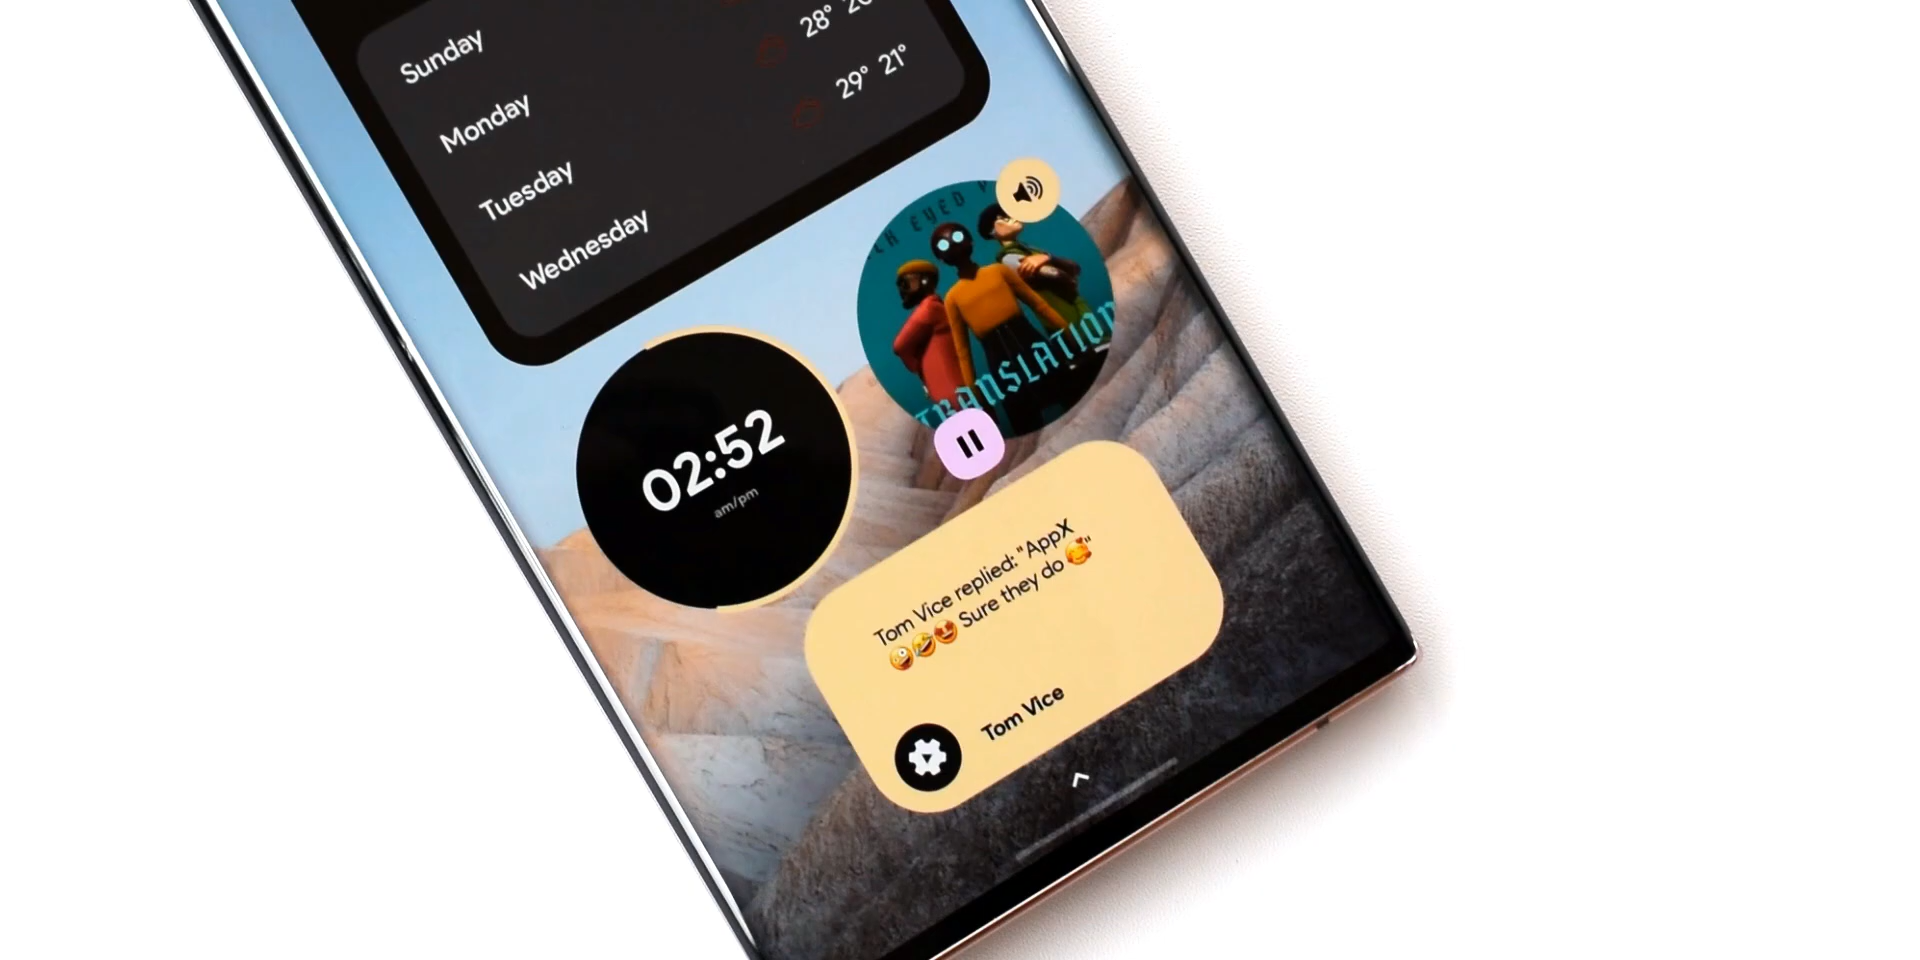 Sunday
28°
Monday
29° 21°
Tuesday
Wednesday
EYED
TRANSLATION
02:52
am/pm
Tom Vice replied: "AppX
🤪🤣🤩 Sure they do 🥰"
Tom Vice